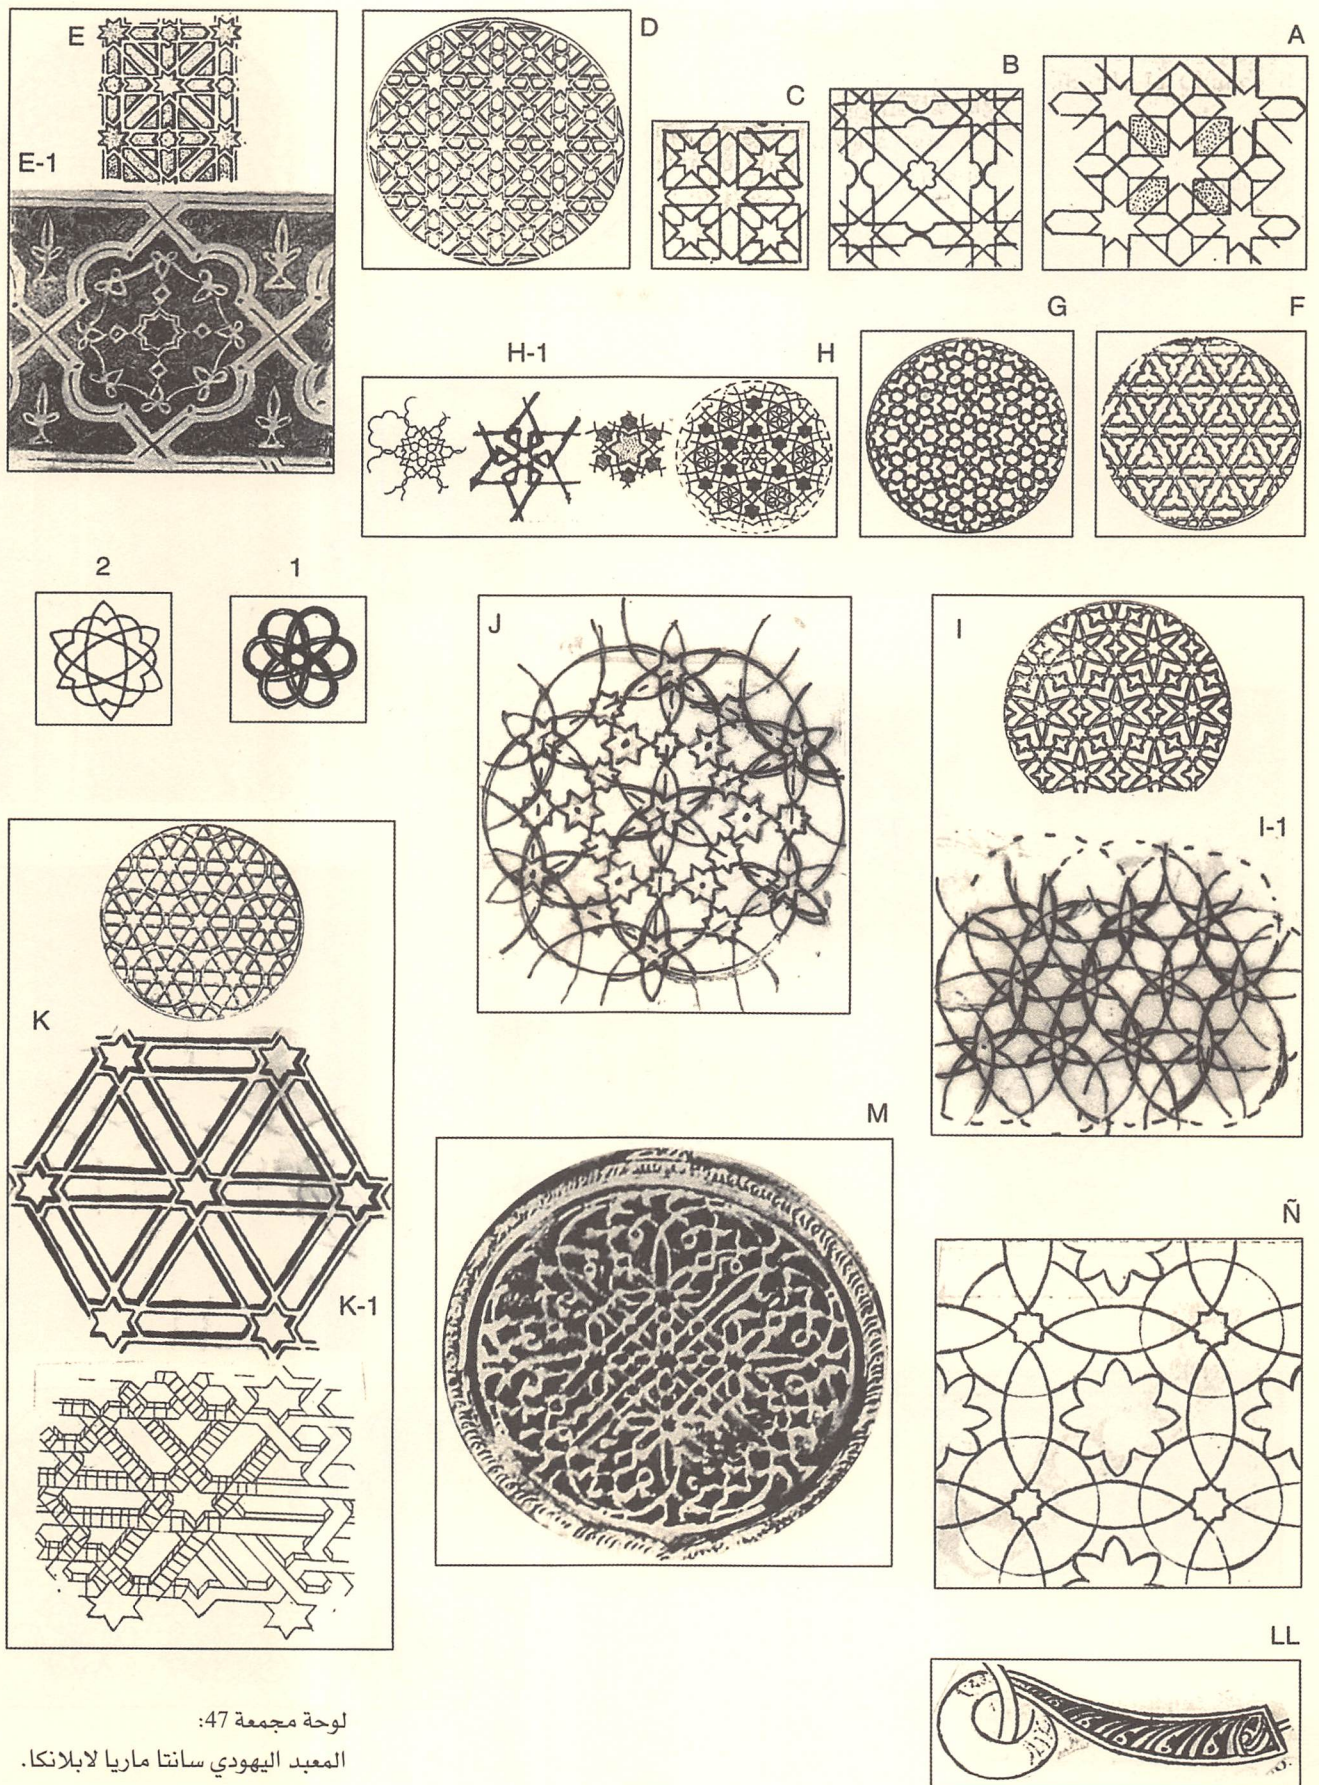 A
B
C
D
E
E-1
F
G
H
H-1
1
2
I
I-1
J
K
K-1
M
Ñ
LL
لوحة مجمعة 47:
المعبد اليهودي سانتا ماريا لابلانكا.